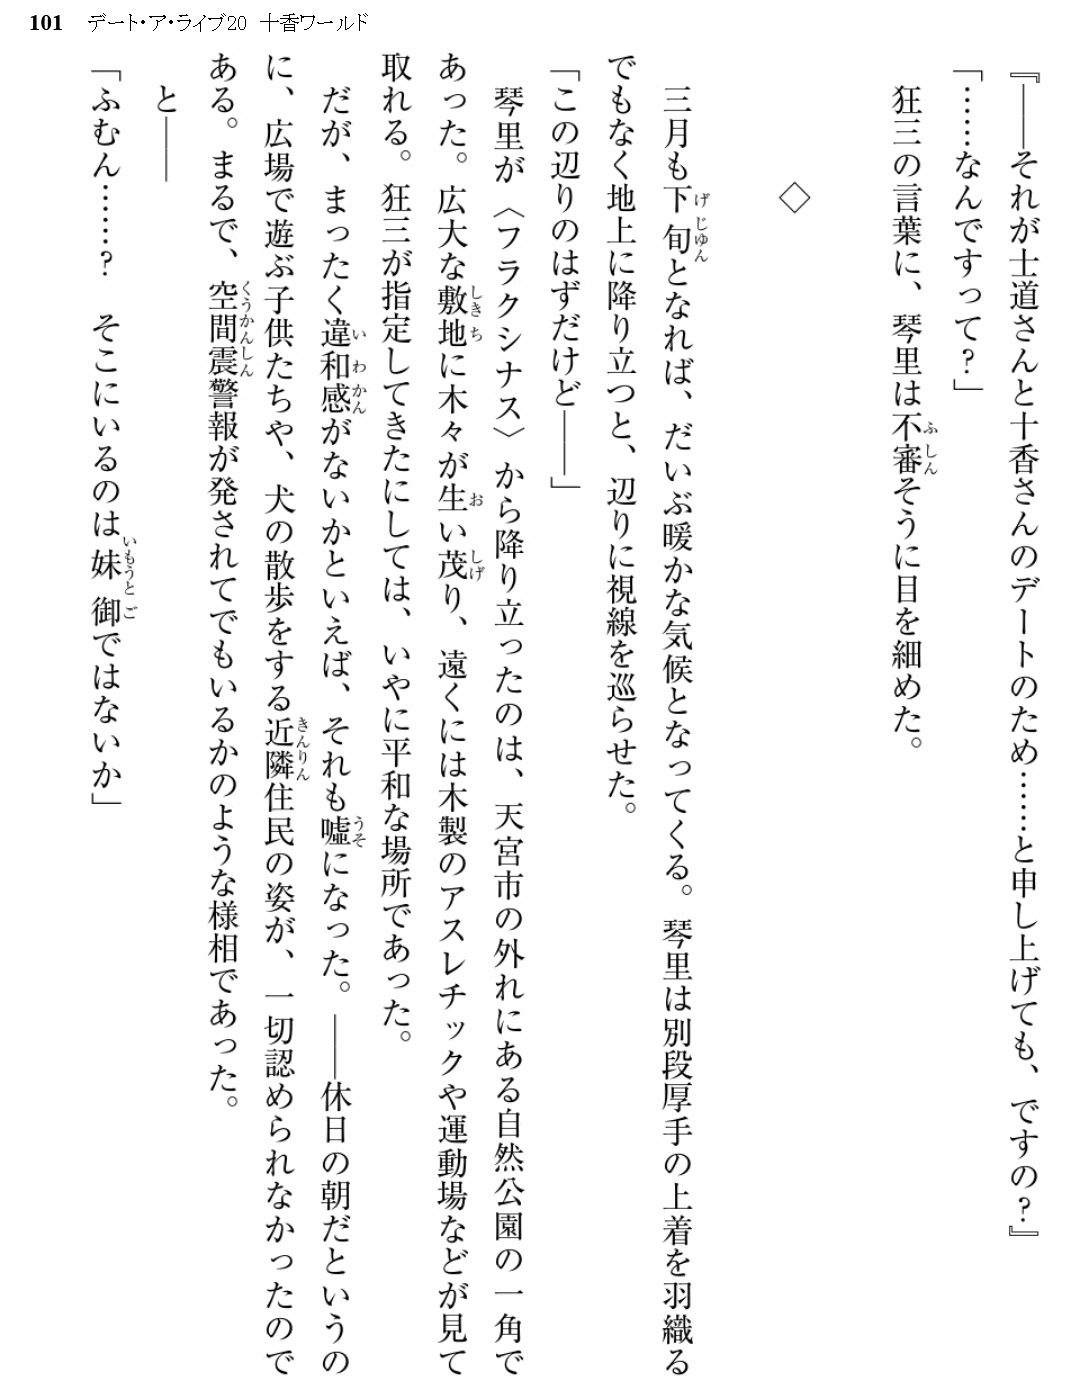 101 デート・ア・ライブ20 十香ワールド
『――それが士道さんと十香さんのデートのため……と申し上げても、ですの？』
「……なんですって？」
狂三の言葉に、琴里は不審そうに目を細めた。
◇
三月も下旬となれば、だいぶ暖かな気候となってくる。琴里は別段厚手の上着を羽織る
でもなく地上に降り立つと、辺りに視線を巡らせた。
「この辺りのはずだけど――」
琴里が〈フラクシナス〉から降り立ったのは、天宮市の外れにある自然公園の一角で
あった。広大な敷地に木々が生い茂り、遠くには木製のアスレチックや運動場などが見て
取れる。狂三が指定してきたにしては、いやに平和な場所であった。
だが、まったく違和感がないかといえば、それも嘘になった。――休日の朝だというの
に、広場で遊ぶ子供たちや、犬の散歩をする近隣住民の姿が、一切認められなかったので
ある。まるで、空間震警報が発されてでもいるかのような様相であった。
と――
「ふむん……？　そこにいるのは妹御ではないか」